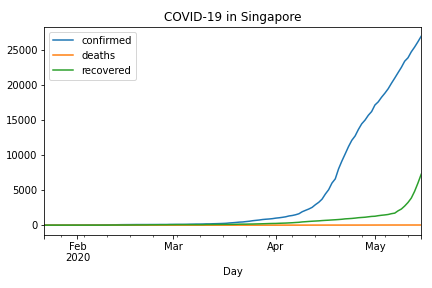 COVID-19 in Singapore
confirmed
deaths
recovered
25000
20000
15000
10000
5000
0
Feb Mar Apr May
2020
Day